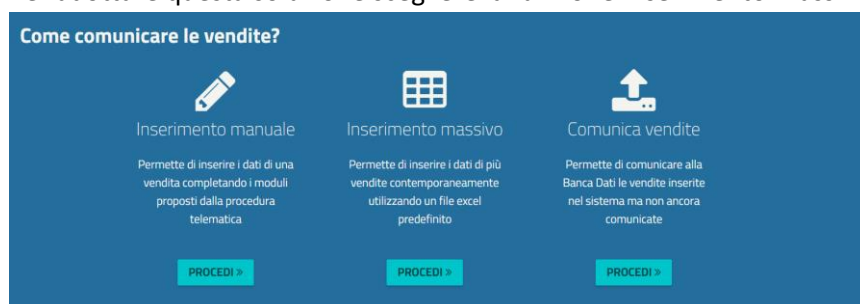 Come comunicare le vendite?
Inserimento manuale
Permette di inserire i dati di una
vendita completando i moduli
proposti dalla procedura
telematica
PROCEDI »
Inserimento massivo
Permette di inserire i dati di più
vendite contemporaneamente
utilizzando un file excel
predefinito
PROCEDI »
Comunica vendite
Permette di comunicare alla
Banca Dati le vendite inserite
nel sistema ma non ancora
comunicate
PROCEDI »